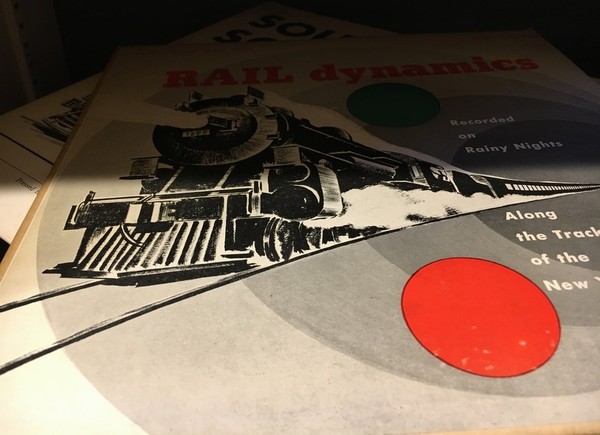 RAIL dynamics
Recorded
on
Rainy Nights
Along
the Track
of the
New